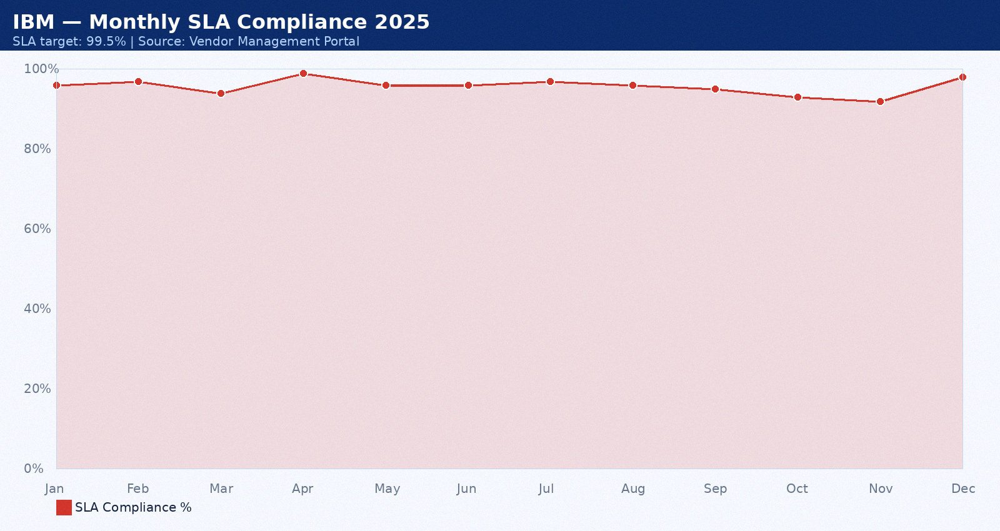 IBM — Monthly SLA Compliance 2025
SLA target: 99.5% | Source: Vendor Management Portal
100%
80%
60%
40%
20%
0%
Jan Feb Mar Apr May Jun Jul Aug Sep Oct Nov Dec
SLA Compliance %